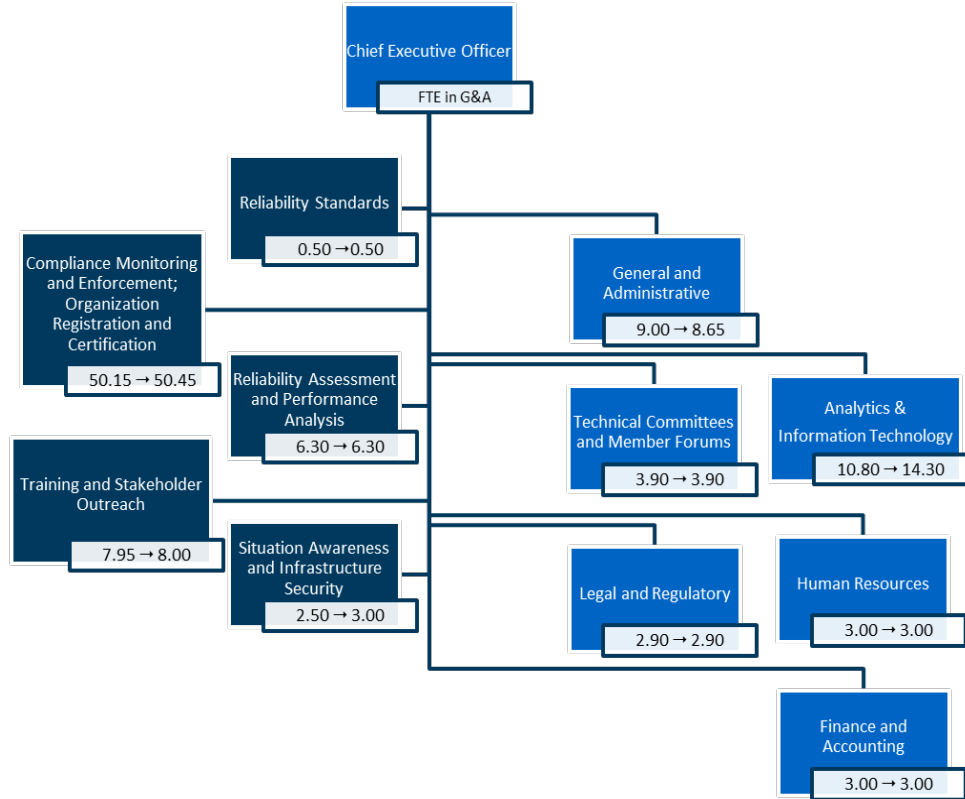 Chief Executive Officer
FTE in G&A
Reliability Standards
0.50 → 0.50
Compliance Monitoring
and Enforcement;
Organization
Registration and
Certification
50.15 → 50.45
General and
Administrative
9.00 → 8.65
Reliability Assessment
and Performance
Analysis
6.30 → 6.30
Technical Committees
and Member Forums
3.90 → 3.90
Analytics &
Information Technology
10.80 → 14.30
Training and Stakeholder
Outreach
7.95 → 8.00
Situation Awareness
and Infrastructure
Security
2.50 → 3.00
Legal and Regulatory
2.90 → 2.90
Human Resources
3.00 → 3.00
Finance and
Accounting
3.00 → 3.00